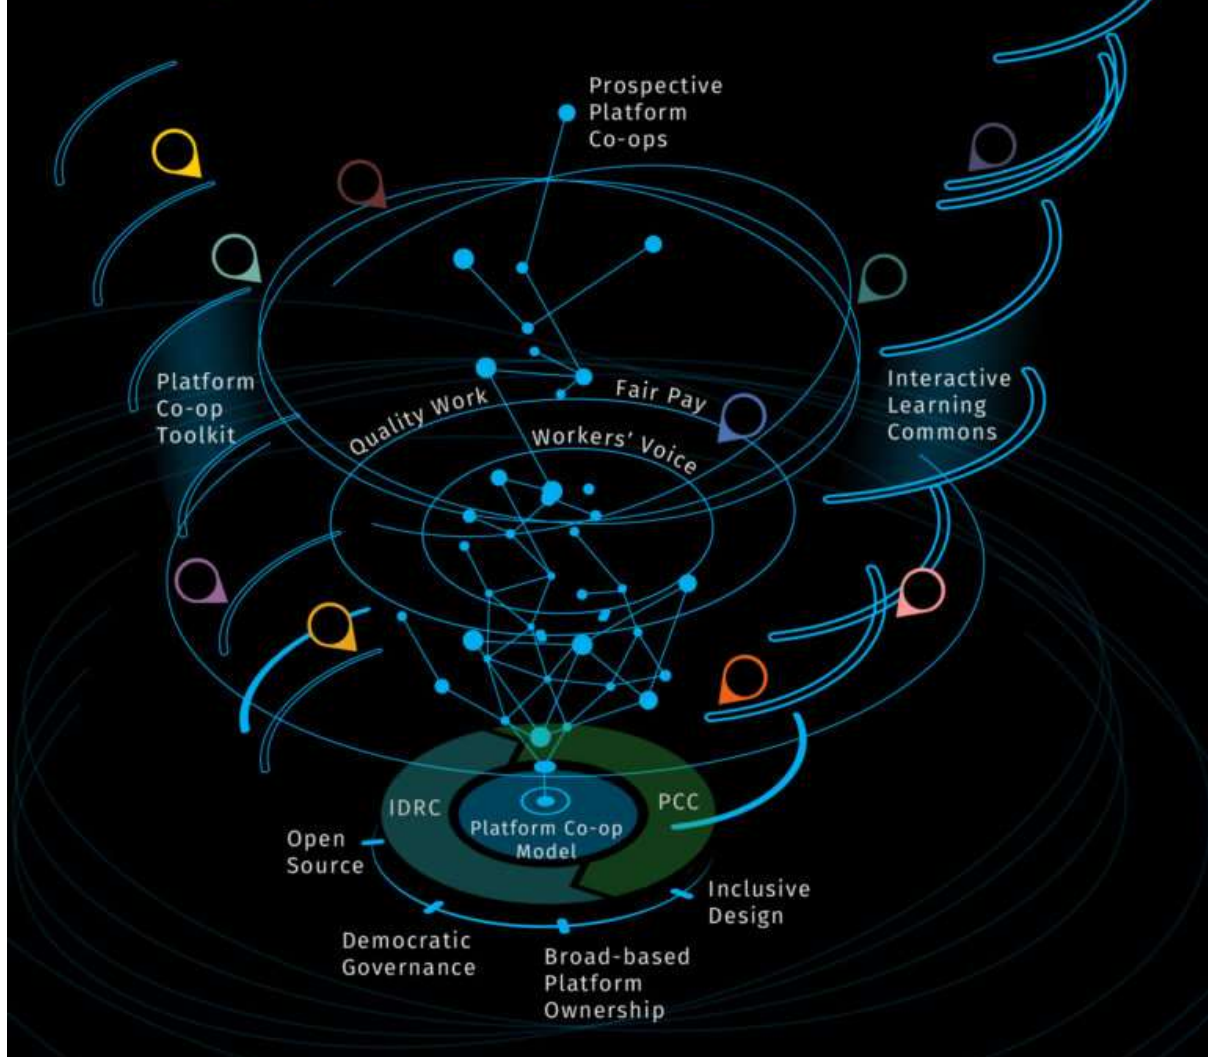 Prospective
Platform
Co-ops
Platform
Co-op
Toolkit
Quality Work
Fair Pay
Workers' Voice
Interactive
Learning
Commons
IDRC
PCC
Platform Co-op
Model
Open
Source
Democratic
Governance
Broad-based
Platform
Ownership
Inclusive
Design